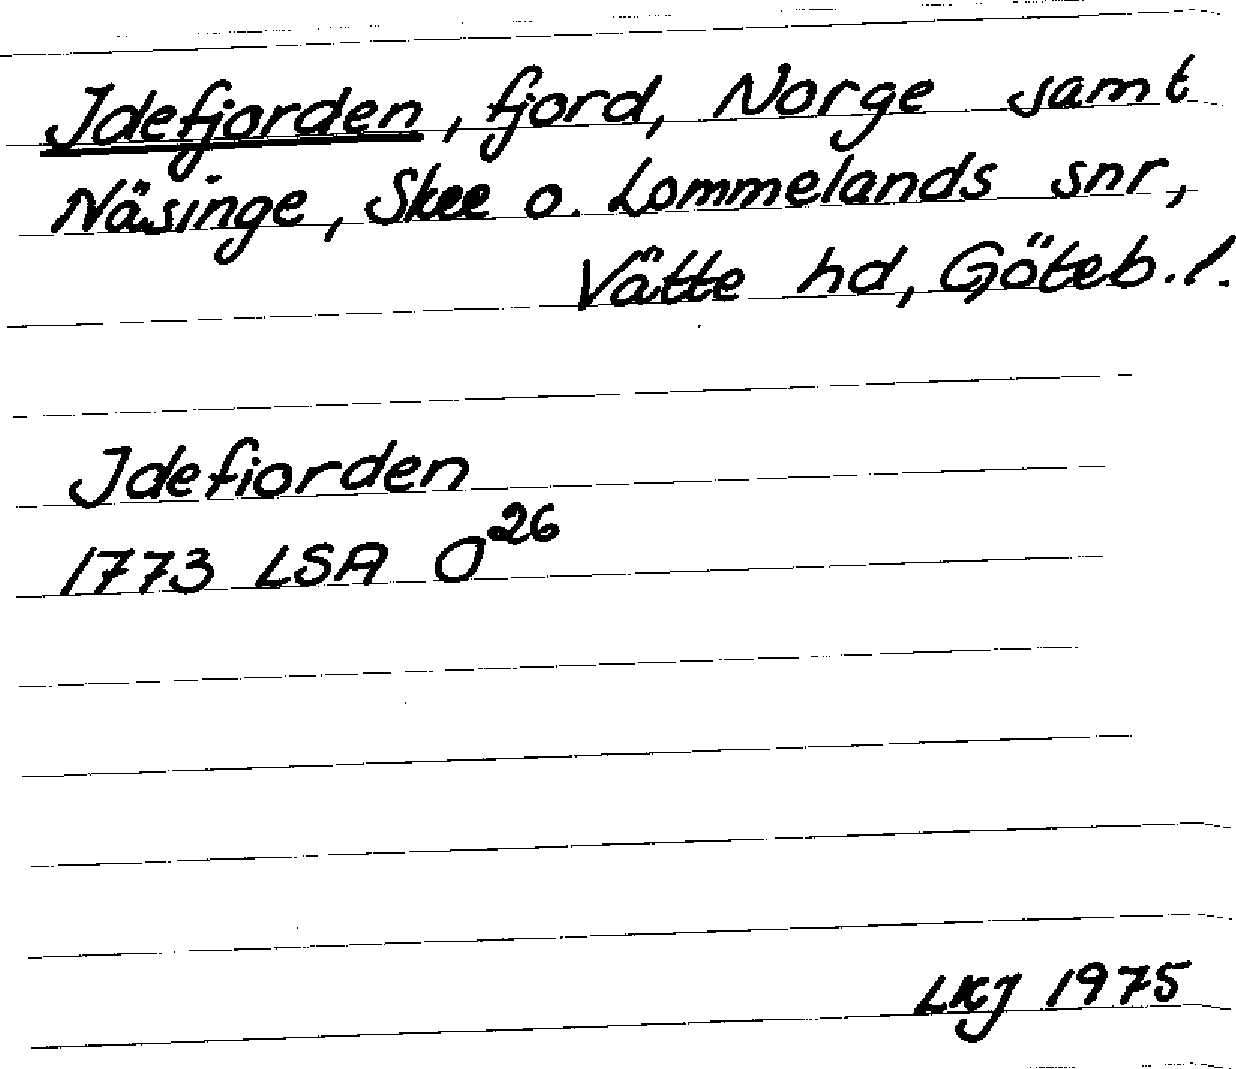 Idefjorden, fjord, Norge samt
Näsinge, Skee o. Lommelands snr,
Vätte hd, Göteb.l.
Idefiorden
1773 LSA O²⁶
LKJ 1975